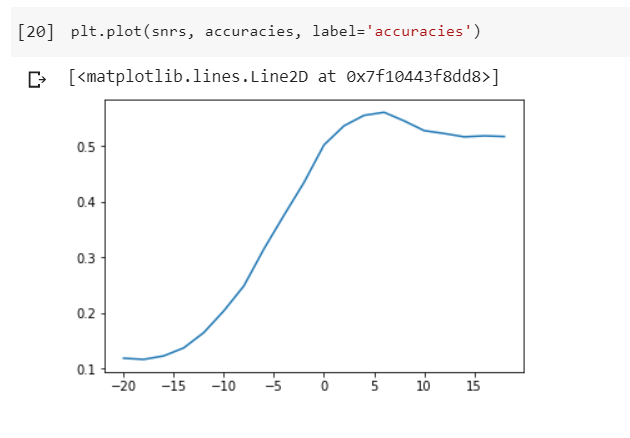 [20] plt.plot(snrs, accuracies, label='accuracies')
[<matplotlib.lines.Line2D at 0x7f10443f8dd8>]
0.5
0.4
0.3
0.2
0.1
−20 −15 −10 −5 0 5 10 15